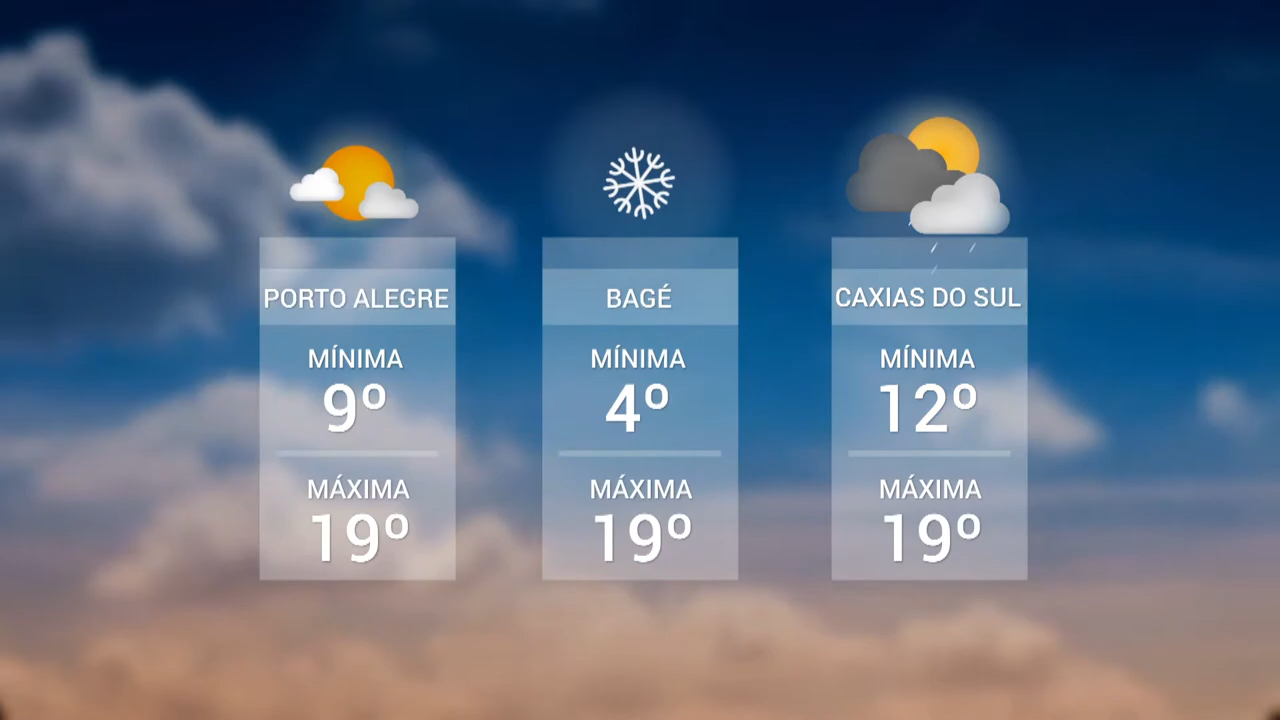 PORTO ALEGRE
MÍNIMA
9º
MÁXIMA
19º
BAGÉ
MÍNIMA
4º
MÁXIMA
19º
CAXIAS DO SUL
MÍNIMA
12º
MÁXIMA
19º